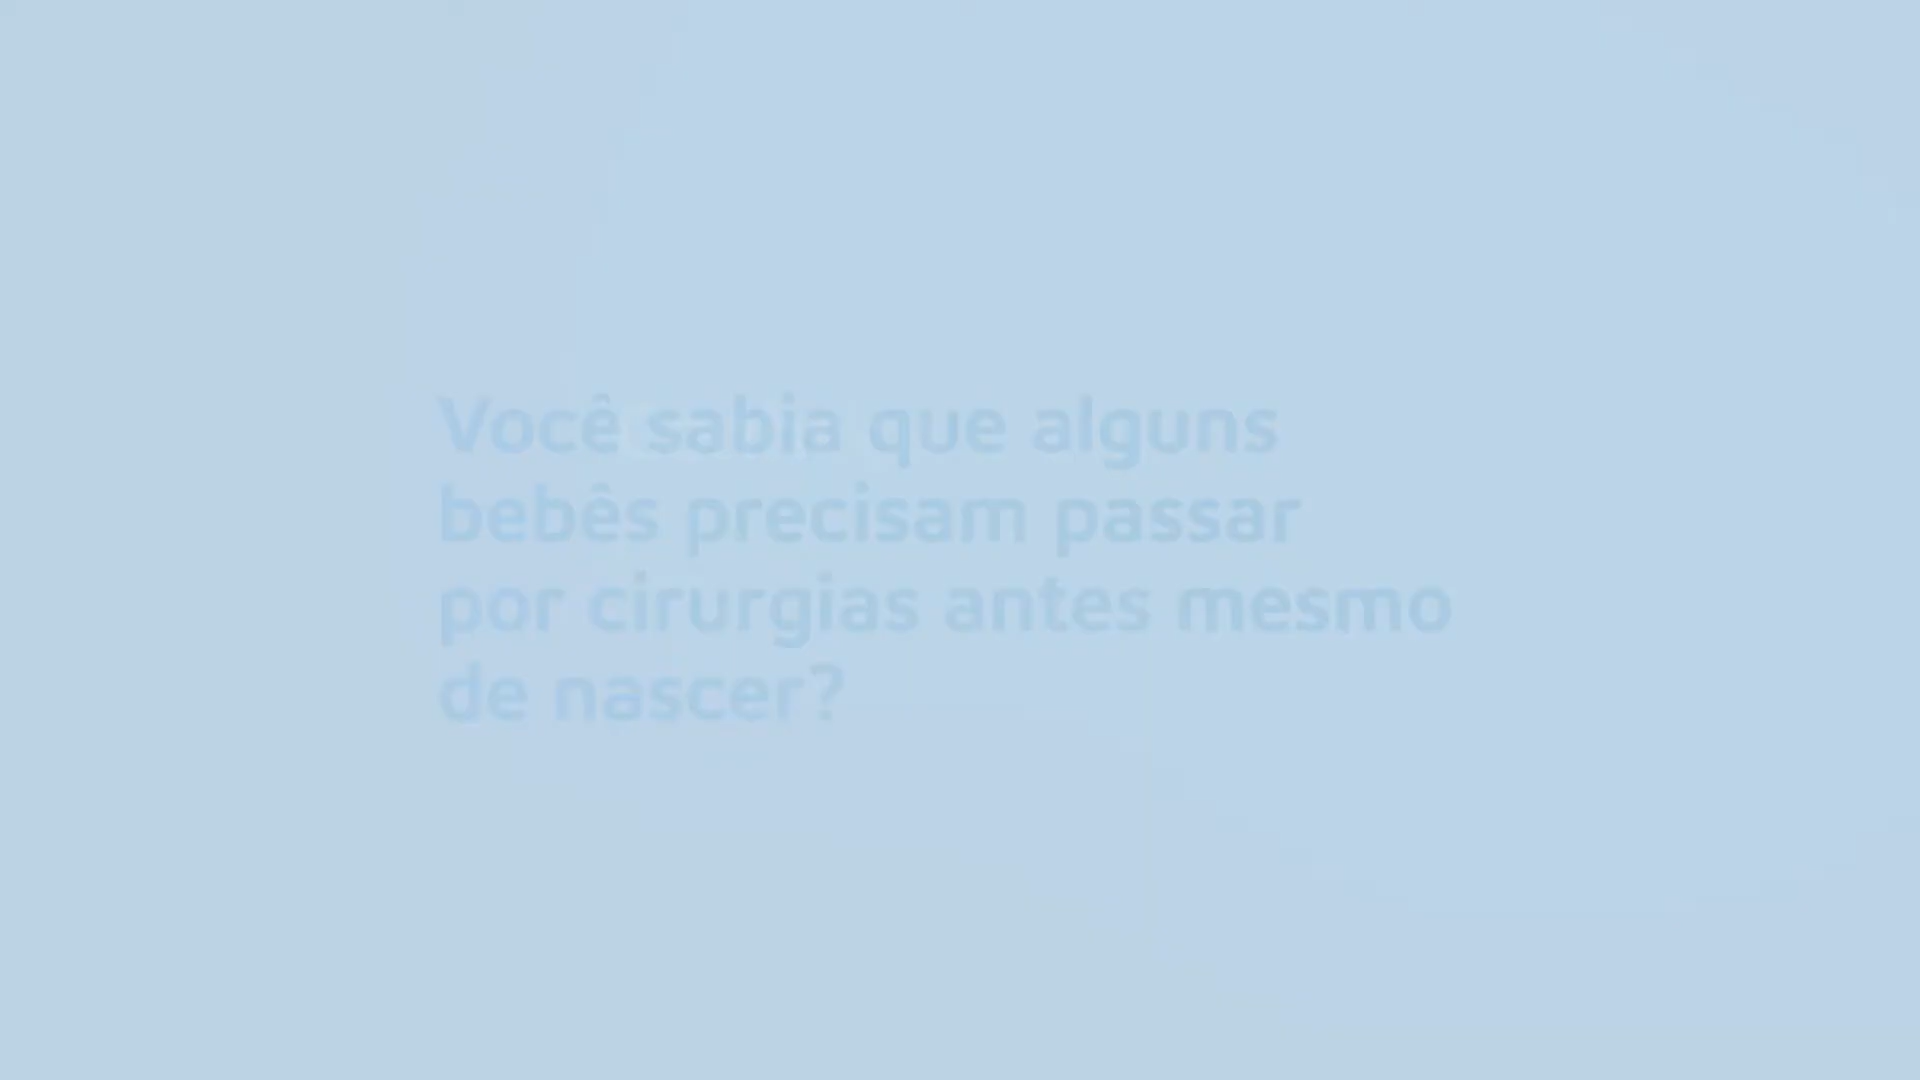 Você sabia que alguns
bebês precisam passar
por cirurgias antes mesmo
de nascer?